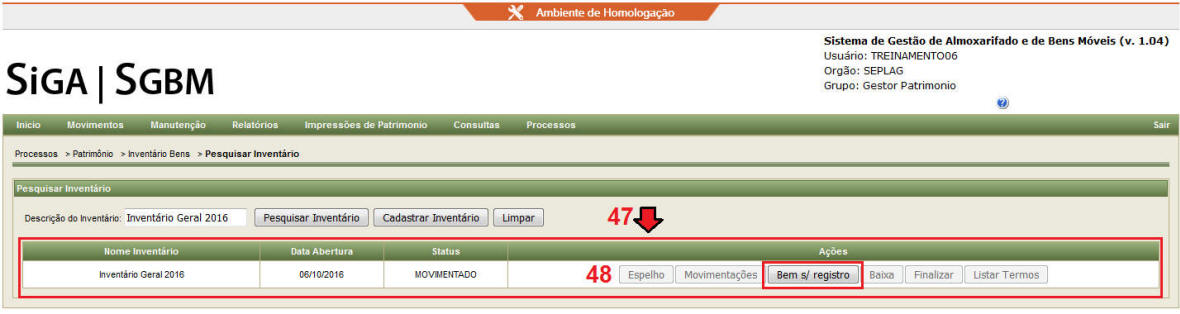 Ambiente de Homologação
Sistema de Gestão de Almoxarifado e de Bens Móveis (v. 1.04)
Usuário: TREINAMENTO06
Orgão: SEPLAG
Grupo: Gestor Patrimonio
SiGA | SGBM
?
Inicio Movimentos Manutenção Relatórios Impressões de Patrimonio Consultas Processos Sair
Processos > Patrimônio > Inventário Bens > Pesquisar Inventário
Pesquisar Inventário
Descrição do Inventário: Inventário Geral 2016 Pesquisar Inventário Cadastrar Inventário Limpar 47
Nome Inventário Data Abertura Status Ações
Inventário Geral 2016 06/10/2016 MOVIMENTADO 48 Espelho Movimentações Bem s/ registro Baixa Finalizar Listar Termos